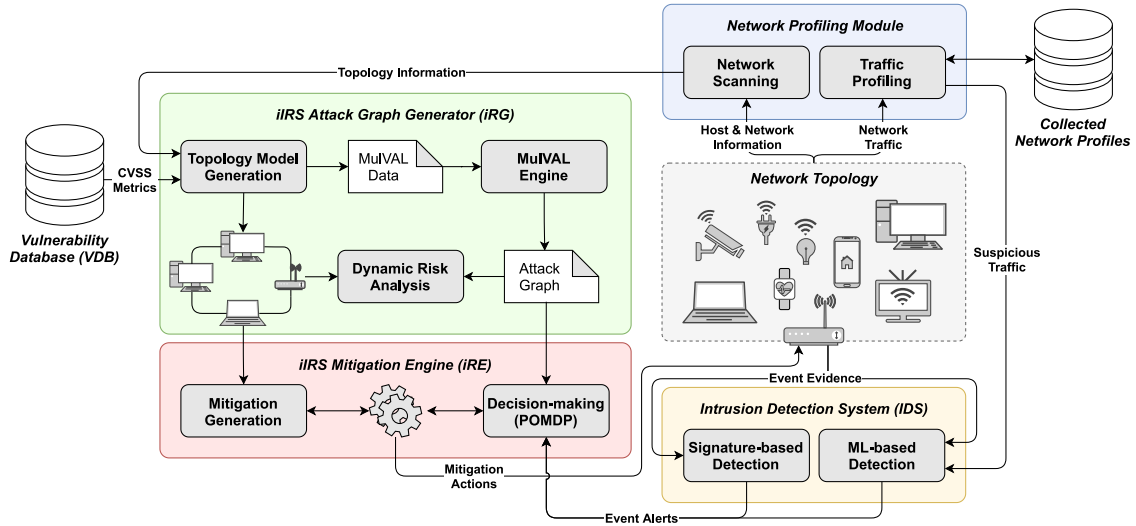 Network Profiling Module
Network
Scanning
Traffic
Profiling
Topology Information
Collected
Network Profiles
iIRS Attack Graph Generator (iRG)
Topology Model
Generation
MulVAL
Data
MulVAL
Engine
CVSS
Metrics
Vulnerability
Database (VDB)
Dynamic Risk
Analysis
Attack
Graph
Host & Network
Information
Network
Traffic
Network Topology
Suspicious
Traffic
iIRS Mitigation Engine (iRE)
Mitigation
Generation
Decision-making
(POMDP)
Mitigation
Actions
Event Evidence
Intrusion Detection System (IDS)
Signature-based
Detection
ML-based
Detection
Event Alerts